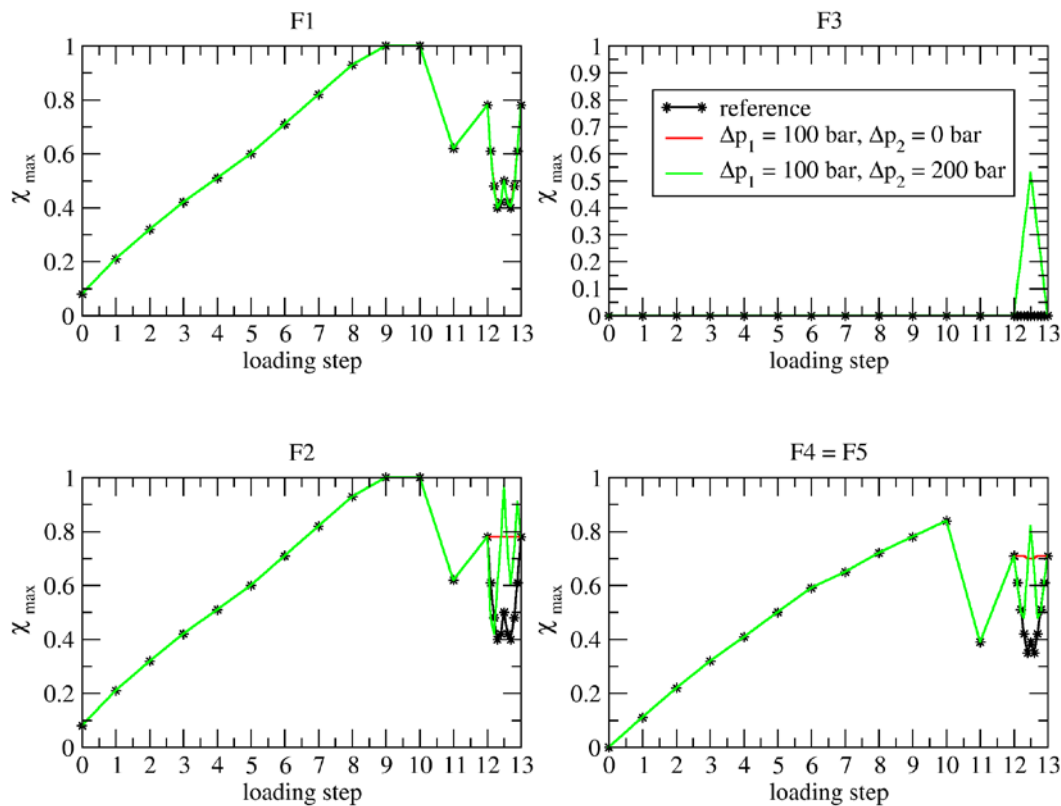 F1
1
0.8
0.6
0.4
0.2
0
χ max
0 1 2 3 4 5 6 7 8 9 10 11 12 13
loading step
F3
1
0.9
0.8
0.7
0.6
0.5
0.4
0.3
0.2
0.1
0
χ max
reference
Δp1 = 100 bar, Δp2 = 0 bar
Δp1 = 100 bar, Δp2 = 200 bar
0 1 2 3 4 5 6 7 8 9 10 11 12 13
loading step
F2
1
0.8
0.6
0.4
0.2
0
χ max
0 1 2 3 4 5 6 7 8 9 10 11 12 13
loading step
F4 = F5
1
0.8
0.6
0.4
0.2
0
χ max
0 1 2 3 4 5 6 7 8 9 10 11 12 13
loading step